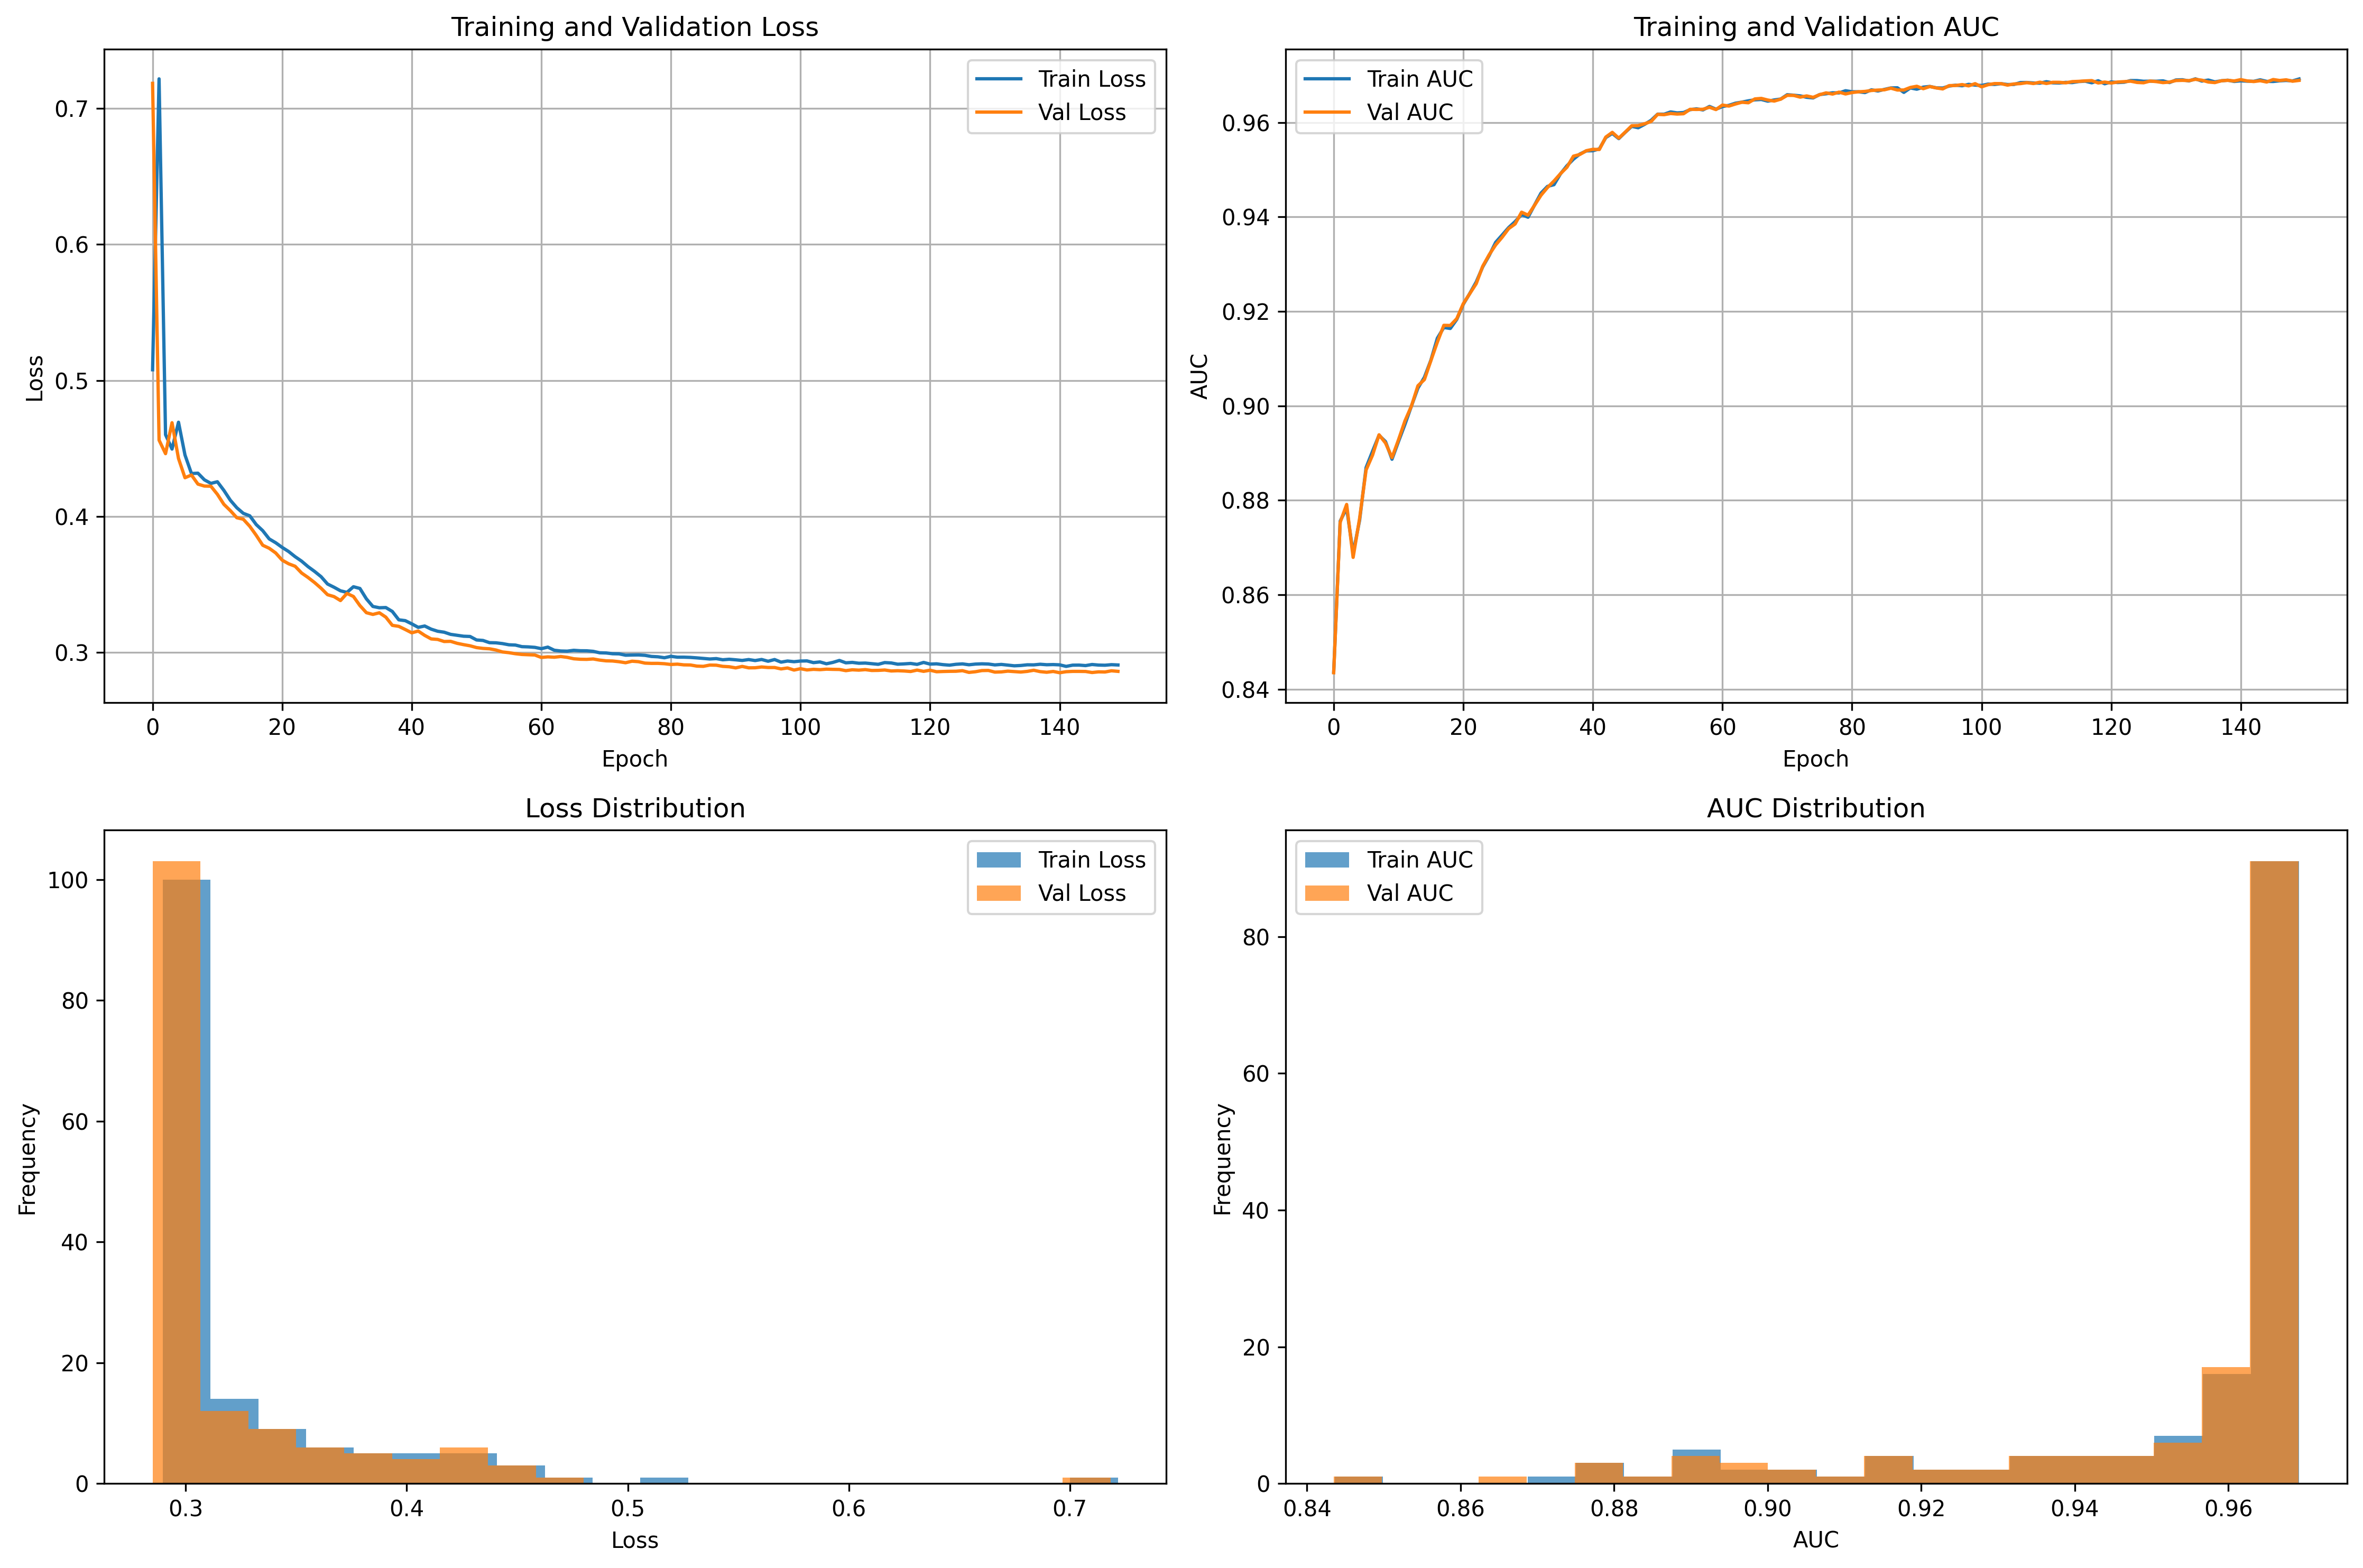 Training and Validation Loss
Loss
0.7
0.6
0.5
0.4
0.3
Train Loss
Val Loss
0 20 40 60 80 100 120 140
Epoch
Training and Validation AUC
AUC
0.96
0.94
0.92
0.90
0.88
0.86
0.84
Train AUC
Val AUC
0 20 40 60 80 100 120 140
Epoch
Loss Distribution
Frequency
100
80
60
40
20
0
Train Loss
Val Loss
0.3 0.4 0.5 0.6 0.7
Loss
AUC Distribution
Frequency
80
60
40
20
0
Train AUC
Val AUC
0.84 0.86 0.88 0.90 0.92 0.94 0.96
AUC